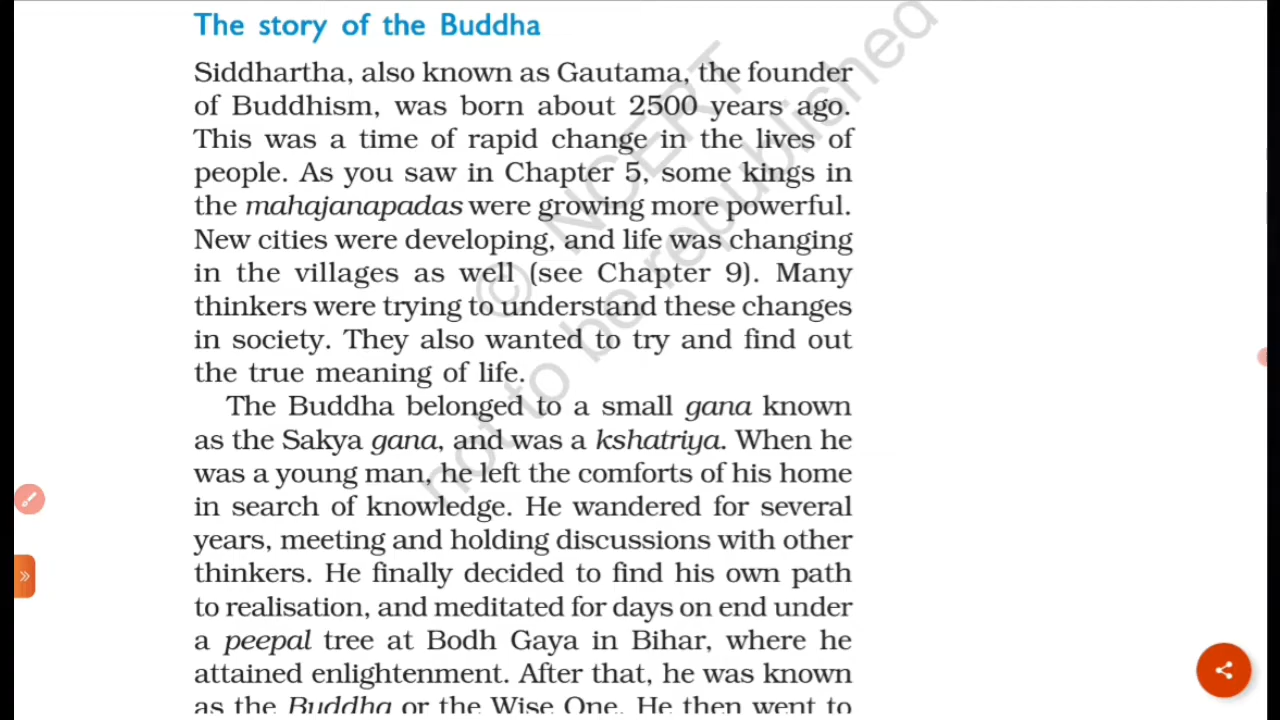 The story of the Buddha
Siddhartha, also known as Gautama, the founder
of Buddhism, was born about 2500 years ago.
This was a time of rapid change in the lives of
people. As you saw in Chapter 5, some kings in
the mahajanapadas were growing more powerful.
New cities were developing, and life was changing
in the villages as well (see Chapter 9). Many
thinkers were trying to understand these changes
in society. They also wanted to try and find out
the true meaning of life.
The Buddha belonged to a small gana known
as the Sakya gana, and was a kshatriya. When he
was a young man, he left the comforts of his home
in search of knowledge. He wandered for several
years, meeting and holding discussions with other
thinkers. He finally decided to find his own path
to realisation, and meditated for days on end under
a peepal tree at Bodh Gaya in Bihar, where he
attained enlightenment. After that, he was known
as the Buddha or the Wise One. He then went to
© NCERT
not to be republished